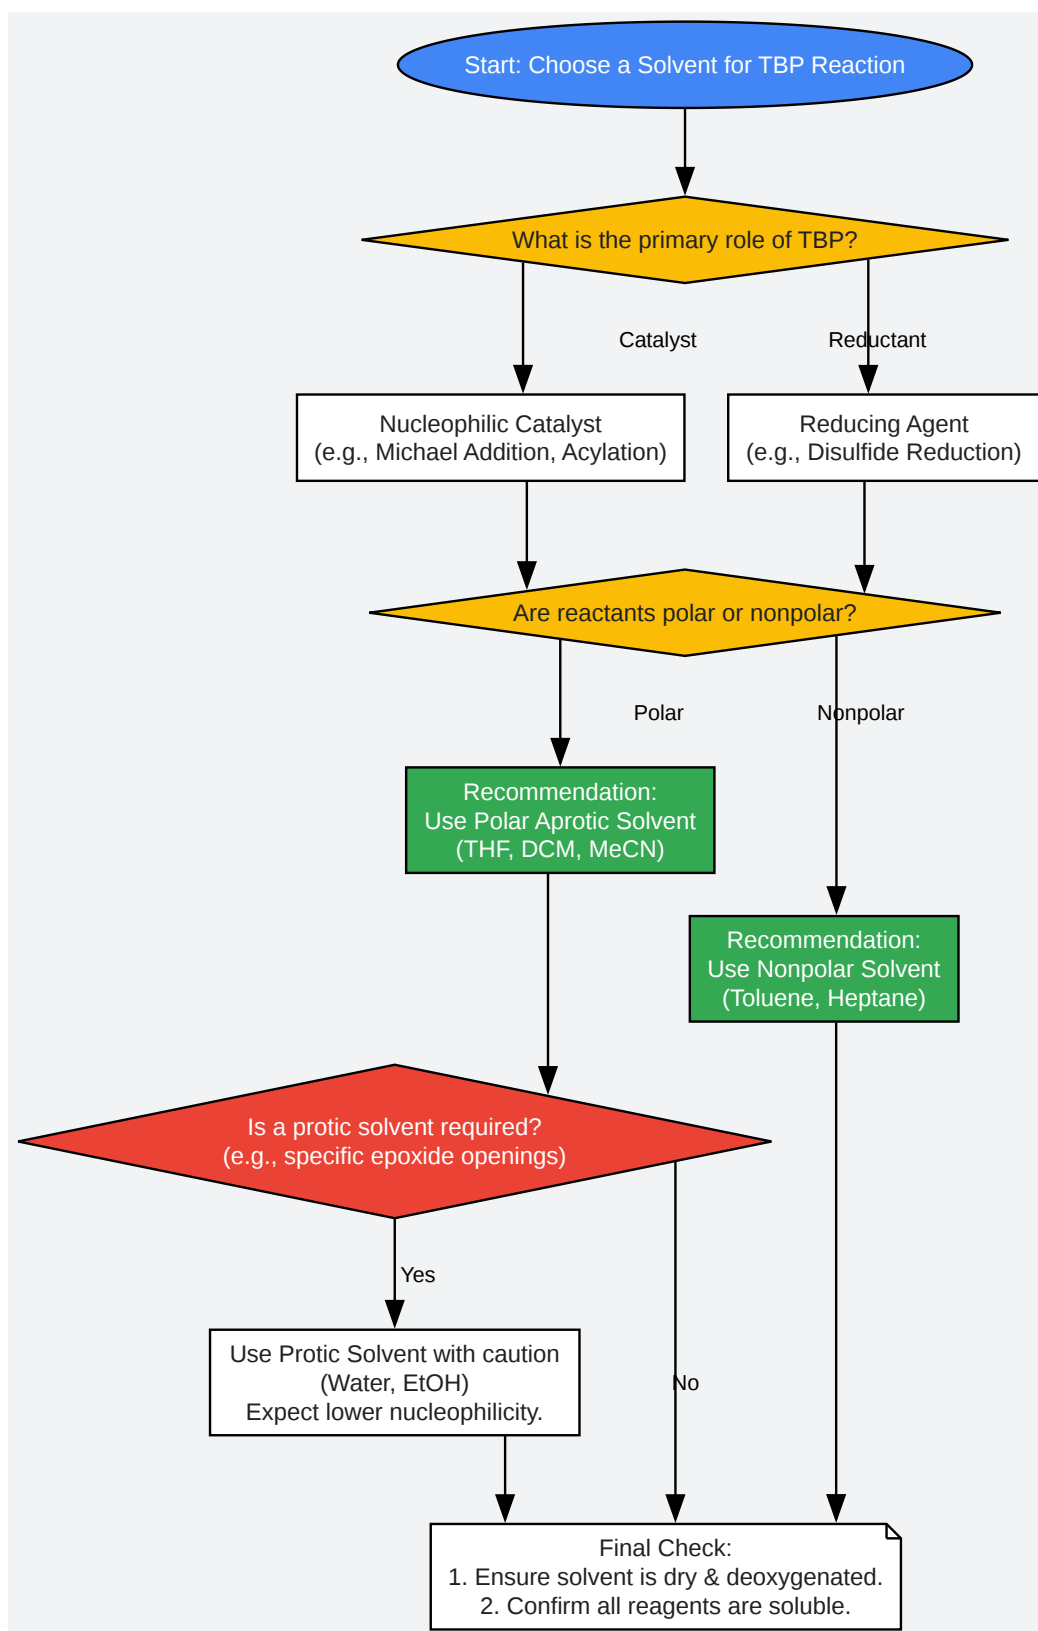 Start: Choose a Solvent for TBP Reaction
What is the primary role of TBP?
Catalyst
Reductant
Nucleophilic Catalyst
(e.g., Michael Addition, Acylation)
Reducing Agent
(e.g., Disulfide Reduction)
Are reactants polar or nonpolar?
Polar
Nonpolar
Recommendation:
Use Polar Aprotic Solvent
(THF, DCM, MeCN)
Recommendation:
Use Nonpolar Solvent
(Toluene, Heptane)
Is a protic solvent required?
(e.g., specific epoxide openings)
Yes
Use Protic Solvent with caution
(Water, EtOH)
Expect lower nucleophilicity.
No
Final Check:
1. Ensure solvent is dry & deoxygenated.
2. Confirm all reagents are soluble.